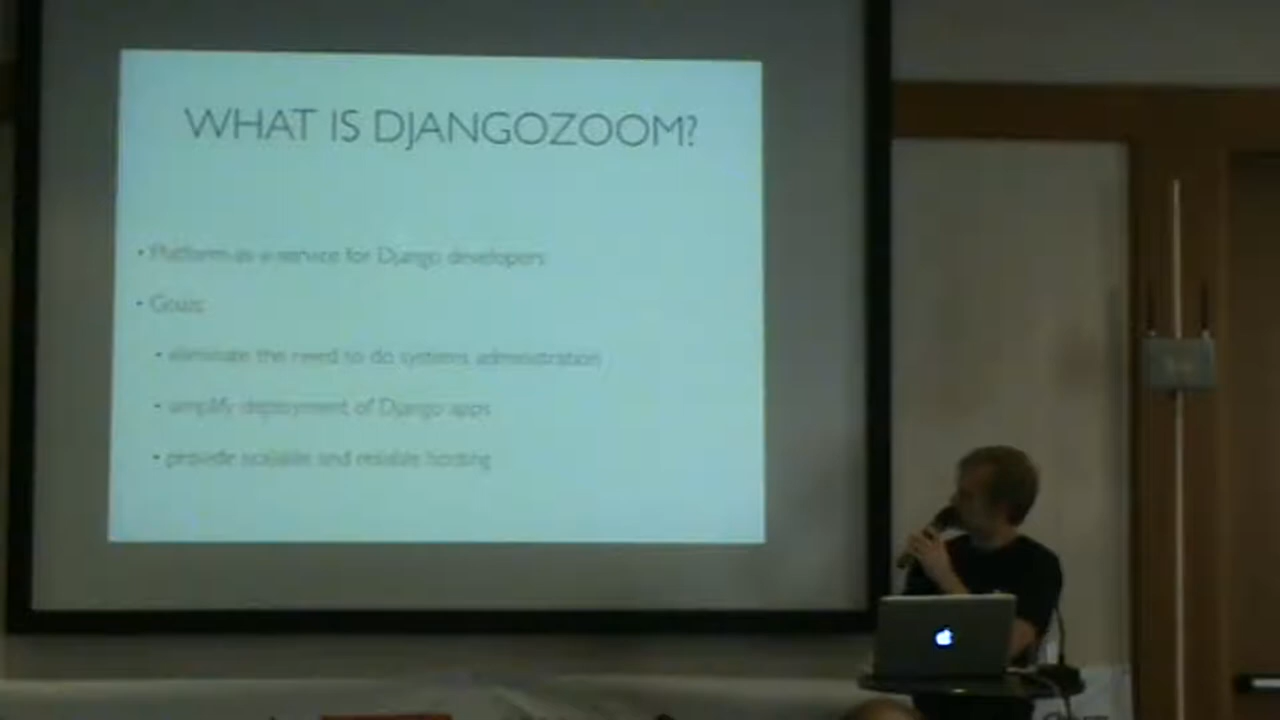 WHAT IS DJANGOZOOM?
• Platform as a service for Django developers
• Goals:
• eliminate the need to do systems administration
• simplify deployment of Django apps
• provide scalable and reliable hosting